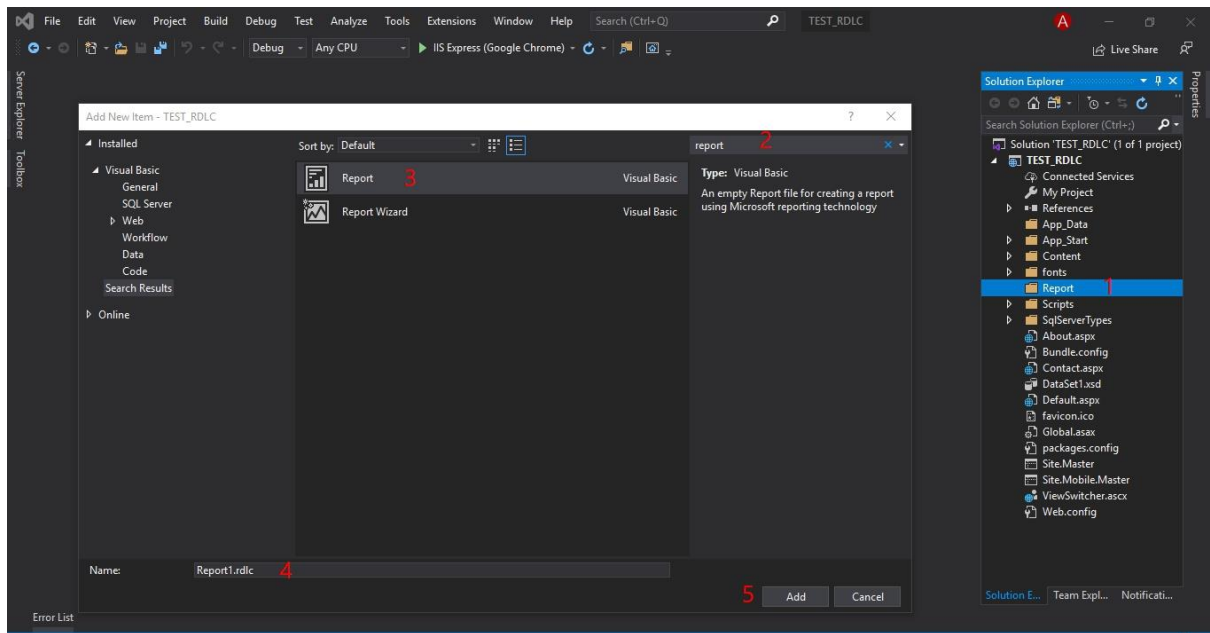 File Edit View Project Build Debug Test Analyze Tools Extensions Window Help Search (Ctrl+Q) TEST_RDLC A
Debug Any CPU IIS Express (Google Chrome) Live Share
Server Explorer
Toolbox
Add New Item - TEST_RDLC ? ×
Installed
Visual Basic
General
SQL Server
Web
Workflow
Data
Code
Search Results
Online
Sort by: Default
Report 3 Visual Basic
Report Wizard Visual Basic
report 2
Type: Visual Basic
An empty Report file for creating a report
using Microsoft reporting technology
Name: Report1.rdlc 4
5 Add Cancel
Solution Explorer
Search Solution Explorer (Ctrl+;)
Solution 'TEST_RDLC' (1 of 1 project)
TEST_RDLC
Connected Services
My Project
References
App_Data
App_Start
Content
fonts
Report 1
Scripts
SqlServerTypes
About.aspx
Bundle.config
Contact.aspx
DataSet1.xsd
Default.aspx
favicon.ico
Global.asax
packages.config
Site.Master
Site.Mobile.Master
ViewSwitcher.ascx
Web.config
Solution E... Team Expl... Notificati...
Properties
Error List